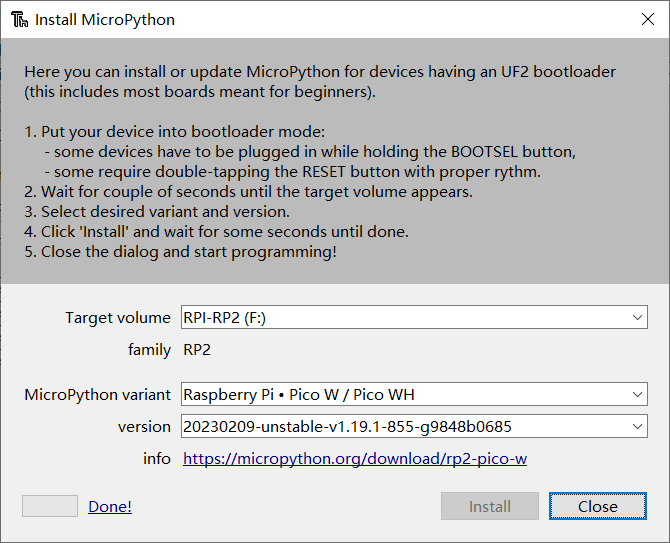 Install MicroPython
Here you can install or update MicroPython for devices having an UF2 bootloader
(this includes most boards meant for beginners).
1. Put your device into bootloader mode:
- some devices have to be plugged in while holding the BOOTSEL button,
- some require double-tapping the RESET button with proper rythm.
2. Wait for couple of seconds until the target volume appears.
3. Select desired variant and version.
4. Click 'Install' and wait for some seconds until done.
5. Close the dialog and start programming!
Target volume RPI-RP2 (F:)
family RP2
MicroPython variant Raspberry Pi • Pico W / Pico WH
version 20230209-unstable-v1.19.1-855-g9848b0685
info https://micropython.org/download/rp2-pico-w
Done! Install Close